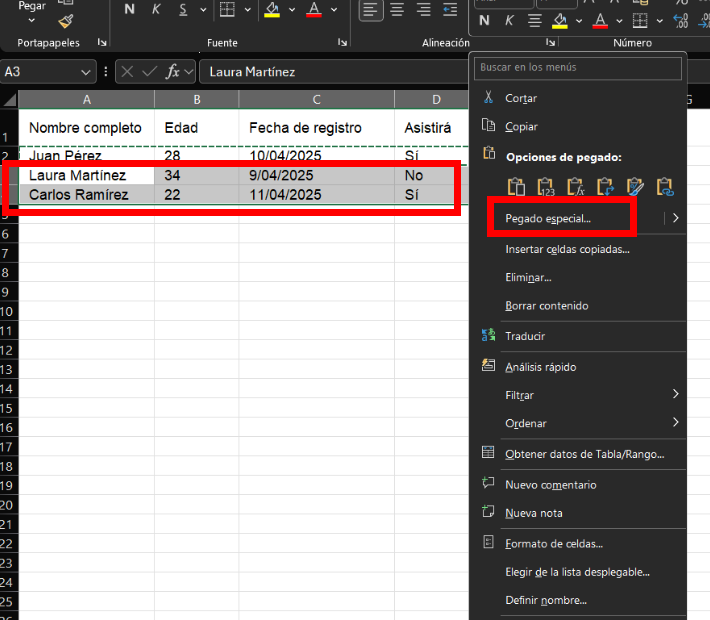 Pegar
N K S
N K
Portapapeles Fuente Alineación Número
A3 fx Laura Martínez
A B C D G
1 Nombre completo Edad Fecha de registro Asistirá
2 Juan Pérez 28 10/04/2025 Sí
Laura Martínez 34 9/04/2025 No
Carlos Ramírez 22 11/04/2025 Sí
5
6
7
8
9
10
11
12
13
14
15
16
17
18
19
20
21
22
23
24
25
26
Buscar en los menús
Cortar
Copiar
Opciones de pegado:
123 fx
Pegado especial...
Insertar celdas copiadas...
Eliminar...
Borrar contenido
Traducir
Análisis rápido
Filtrar
Ordenar
Obtener datos de Tabla/Rango...
Nuevo comentario
Nueva nota
Formato de celdas...
Elegir de la lista desplegable...
Definir nombre...